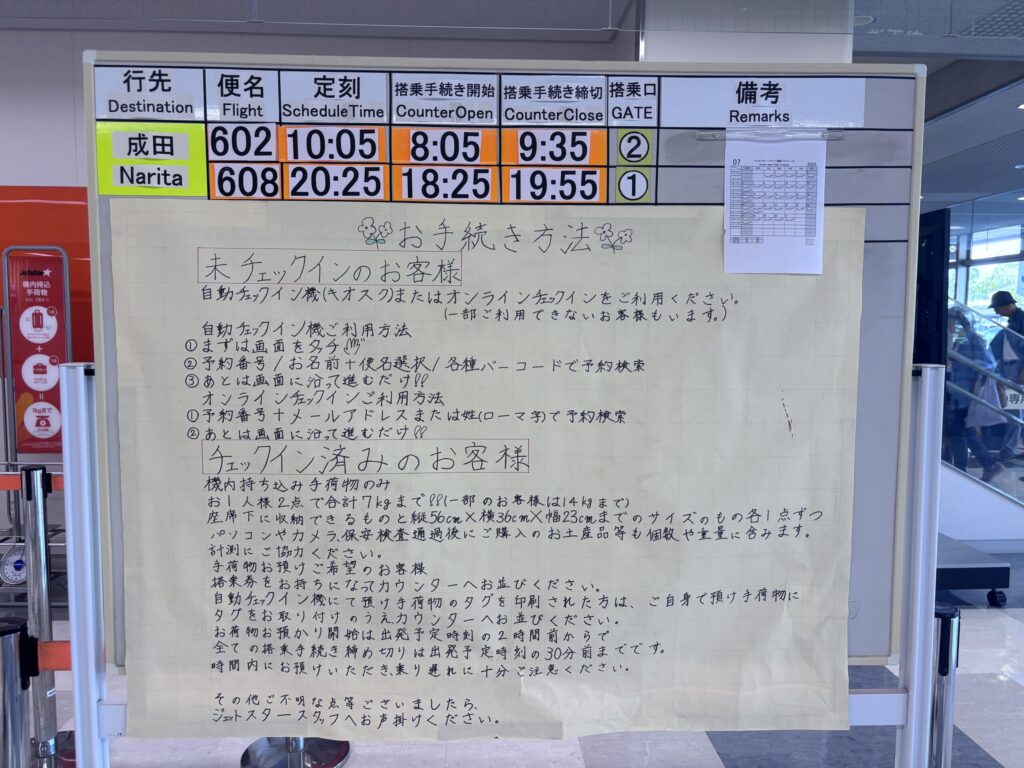 行先 便名 定刻 搭乗手続き開始 搭乗手続き締切 搭乗口 備考
Destination Flight ScheduleTime CounterOpen CounterClose GATE Remarks
成田 602 10:05 8:05 9:35 ②
Narita 608 20:25 18:25 19:55 ①
07
お手続き方法
未チェックインのお客様
自動チェックイン機(キオスク)またはオンラインチェックインをご利用ください。
(一部ご利用できないお客様もいます。)
自動チェックイン機ご利用方法
①まずは画面をタッチ
②予約番号/お名前+便名選択/各種バーコードで予約検索
③あとは画面に沿って進むだけ!!
オンラインチェックインご利用方法
①予約番号+メールアドレスまたは姓(ローマ字)で予約検索
②あとは画面に沿って進むだけ!!
チェックイン済みのお客様
機内持ち込み手荷物のみ
お1人様2点で合計7kgまで!!(一部のお客様は14kgまで)
座席下に収納できるものと縦56cm×横36cm×幅23cmまでのサイズのもの各1点ずつ
パソコンやカメラ、保安検査通過後にご購入のお土産品等も個数や重量に含みます。
計測にご協力ください。
手荷物お預けご希望のお客様
搭乗券をお持ちになってカウンターへお並びください。
自動チェックイン機にて預け手荷物のタグを印刷された方は、ご自身で預け手荷物に
タグをお取り付けのうえカウンターへお並びください。
お荷物お預かり開始は出発予定時刻の2時間前からで
全ての搭乗手続き締め切りは出発予定時刻の30分前までです。
時間内にお預けいただき、乗り遅れに十分ご注意ください。
その他ご不明な点等ございましたら、
ジェットスタースタッフへお声掛けください。
Jetstar
機内持込
手荷物
+
=
7kgまで